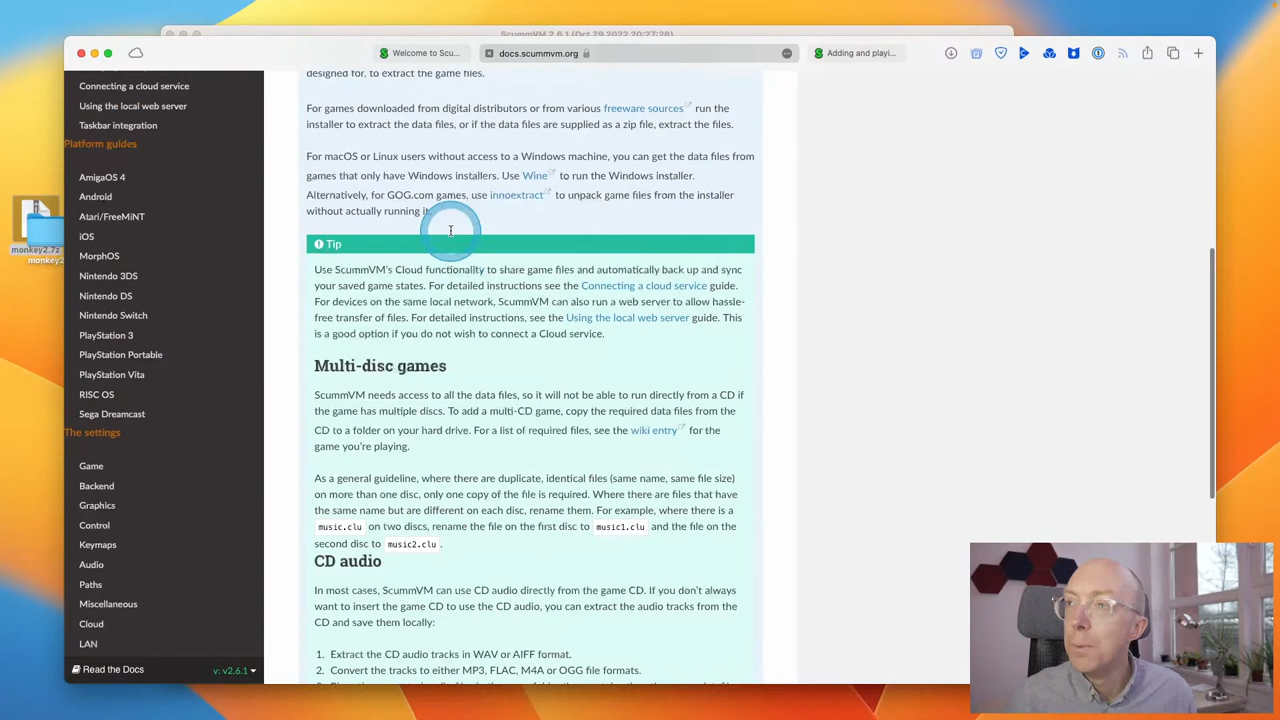 ScummVM 2.6.1 (Oct 29 2022 20:27:28)
Welcome to Scu...
docs.scummvm.org
Adding and playi...
Connecting a cloud service
Using the local web server
Taskbar integration
Platform guides
AmigaOS 4
Android
Atari/FreeMiNT
iOS
MorphOS
Nintendo 3DS
Nintendo DS
Nintendo Switch
PlayStation 3
PlayStation Portable
PlayStation Vita
RISC OS
Sega Dreamcast
The settings
Game
Backend
Graphics
Control
Keymaps
Audio
Paths
Miscellaneous
Cloud
LAN
Read the Docs
v: v2.6.1
designed for, to extract the game files.
For games downloaded from digital distributors or from various freeware sources run the
installer to extract the data files, or if the data files are supplied as a zip file, extract the files.
For macOS or Linux users without access to a Windows machine, you can get the data files from
games that only have Windows installers. Use Wine to run the Windows installer.
Alternatively, for GOG.com games, use innoextract to unpack game files from the installer
without actually running it.
Tip
Use ScummVM's Cloud functionality to share game files and automatically back up and sync
your saved game states. For detailed instructions see the Connecting a cloud service guide.
For devices on the same local network, ScummVM can also run a web server to allow hassle-
free transfer of files. For detailed instructions, see the Using the local web server guide. This
is a good option if you do not wish to connect a Cloud service.
Multi-disc games
ScummVM needs access to all the data files, so it will not be able to run directly from a CD if
the game has multiple discs. To add a multi-CD game, copy the required data files from the
CD to a folder on your hard drive. For a list of required files, see the wiki entry for the
game you're playing.
As a general guideline, where there are duplicate, identical files (same name, same file size)
on more than one disc, only one copy of the file is required. Where there are files that have
the same name but are different on each disc, rename them. For example, where there is a
music.clu on two discs, rename the file on the first disc to music1.clu and the file on the
second disc to music2.clu.
CD audio
In most cases, ScummVM can use CD audio directly from the game CD. If you don't always
want to insert the game CD to use the CD audio, you can extract the audio tracks from the
CD and save them locally:
1. Extract the CD audio tracks in WAV or AIFF format.
2. Convert the tracks to either MP3, FLAC, M4A or OGG file formats.
monkey2.7z
monkey2